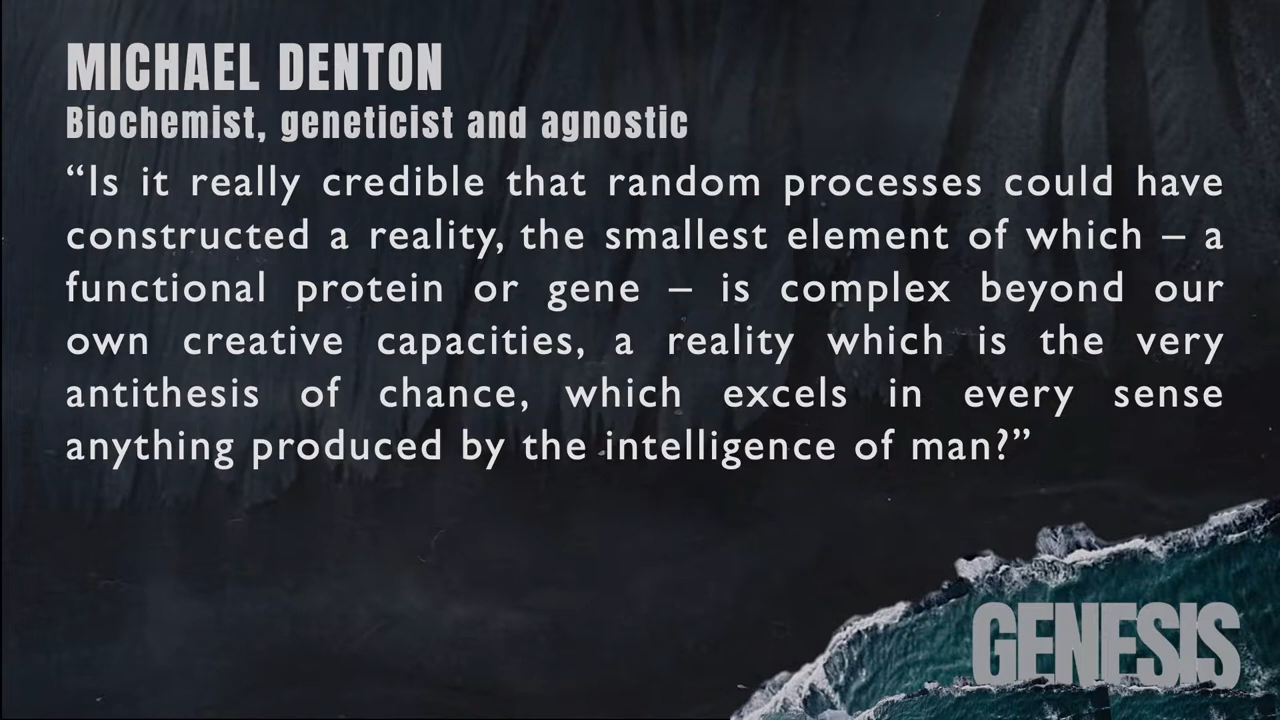 MICHAEL DENTON
Biochemist, geneticist and agnostic
“Is it really credible that random processes could have
constructed a reality, the smallest element of which – a
functional protein or gene – is complex beyond our
own creative capacities, a reality which is the very
antithesis of chance, which excels in every sense
anything produced by the intelligence of man?”
GENESIS